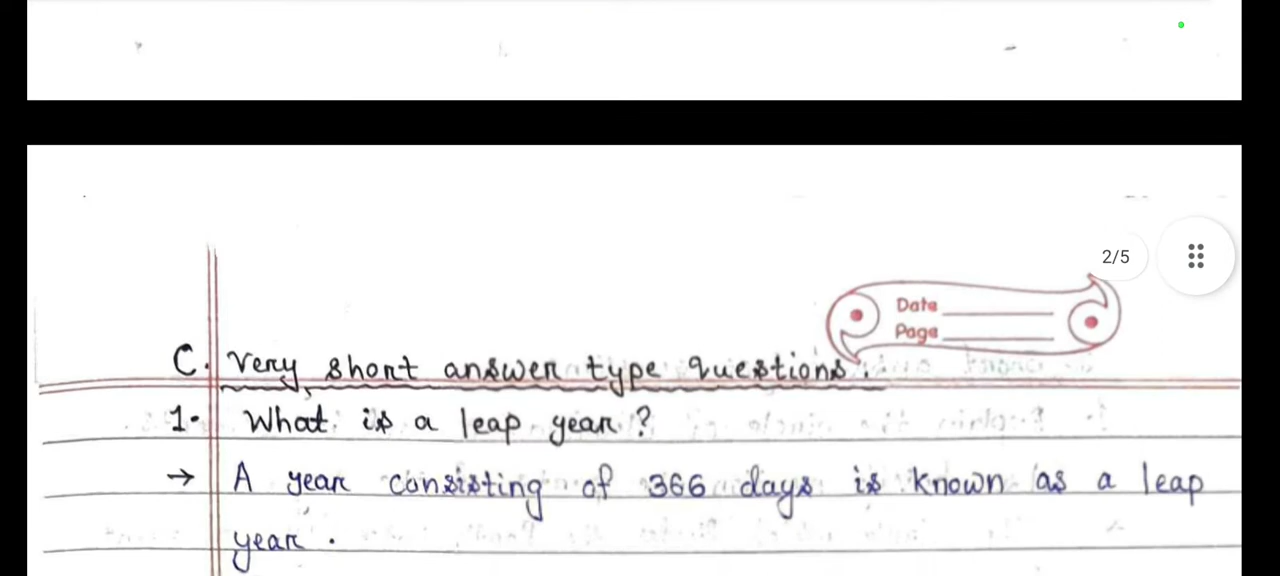 2/5
Date
Page
C. Very short answer type questions.
1. What is a leap year?
→ A year consisting of 366 days is known as a leap
year.